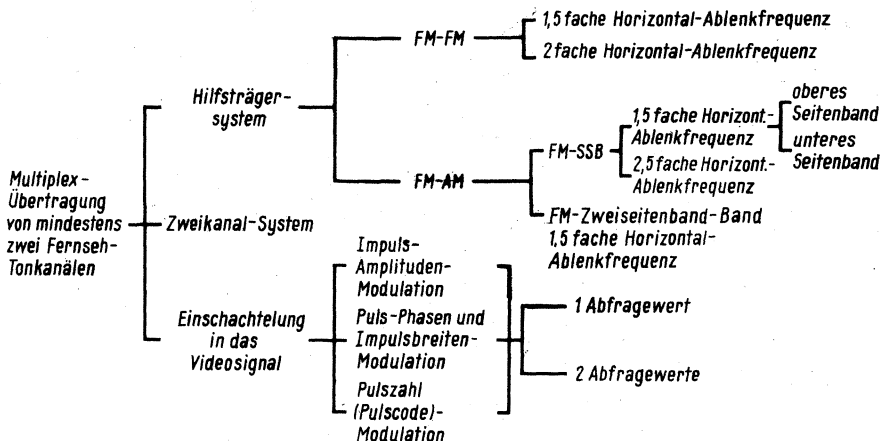 Multiplex-
Übertragung
von mindestens
zwei Fernseh-
Tonkanälen
Hilfsträger-
system
FM-FM
1,5 fache Horizontal-Ablenkfrequenz
2 fache Horizontal-Ablenkfrequenz
FM-AM
FM-SSB
1,5 fache Horizont.-
Ablenkfrequenz
oberes
Seitenband
unteres
Seitenband
2,5 fache Horizont.-
Ablenkfrequenz
FM-Zweiseitenband-Band
1,5 fache Horizontal-
Ablenkfrequenz
Zweikanal-System
Einschachtelung
in das
Videosignal
Impuls-
Amplituden-
Modulation
Puls-Phasen und
Impulsbreiten-
Modulation
Pulszahl
(Pulscode)-
Modulation
1 Abfragewert
2 Abfragewerte